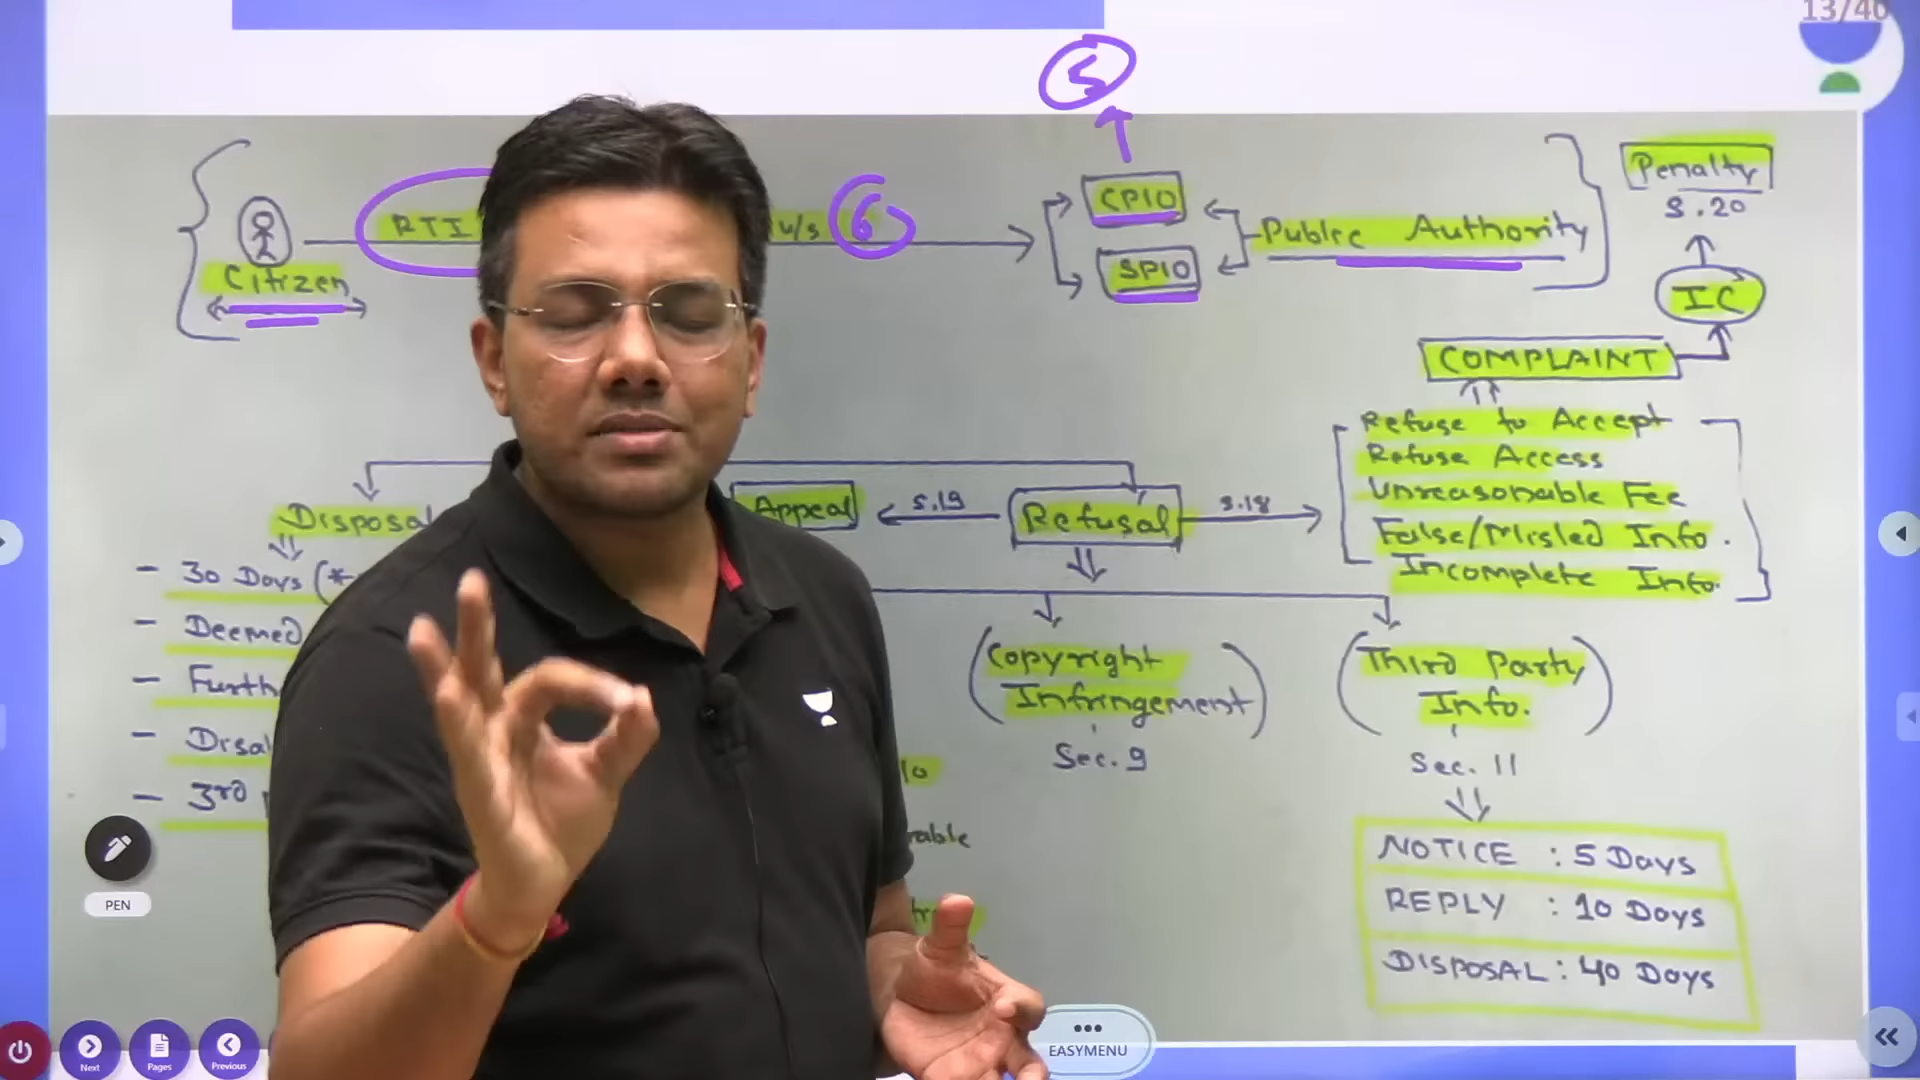 13/40
5
Penalty
S.20
CPIO
RTI
u/s 6
Public Authority
SPIO
Citizen
IC
COMPLAINT
Refuse to Accept
Refuse Access
Unreasonable Fee
False/Misled Info.
Incomplete Info.
Disposal
Appeal
S.19
Refusal
S.18
30 Days (*
Deemed
3rd
Copyright
Infringement
Sec. 9
Third Party
Info.
Sec. 11
NOTICE : 5 Days
REPLY : 10 Days
DISPOSAL : 40 Days
PEN
Next
Pages
Previous
EASYMENU